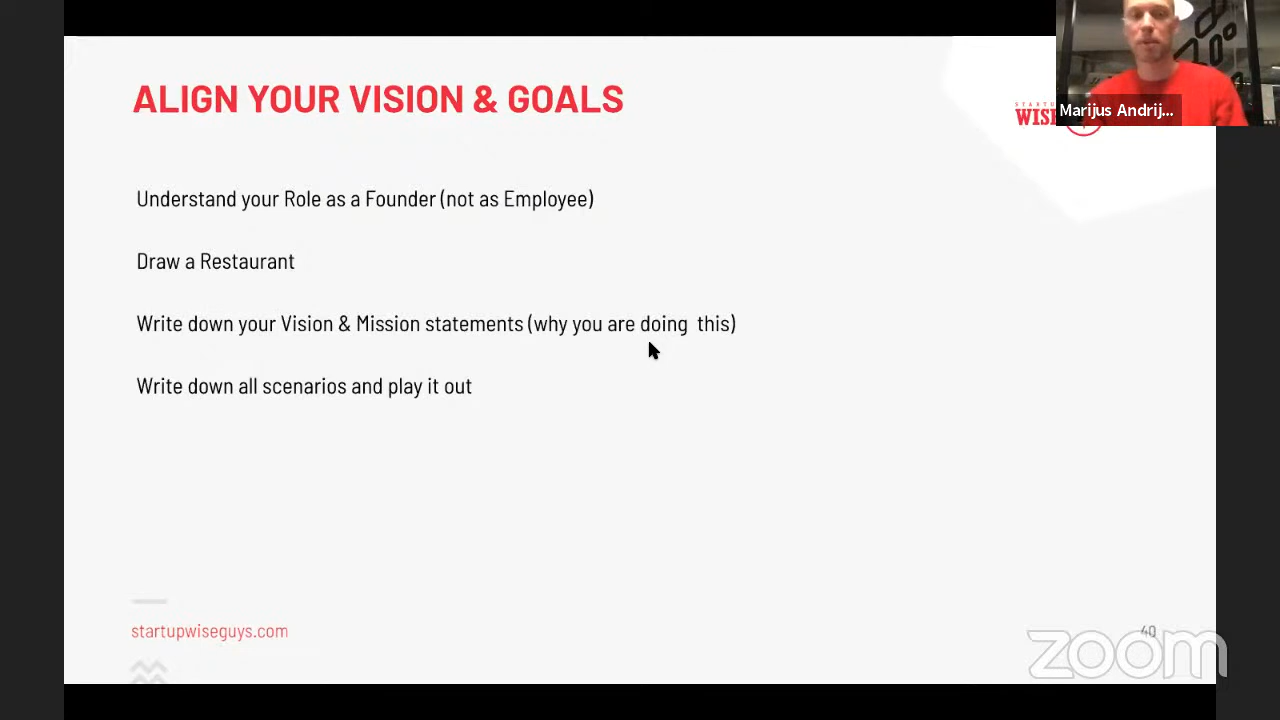 ALIGN YOUR VISION & GOALS
Marijus Andrij...
Understand your Role as a Founder (not as Employee)
Draw a Restaurant
Write down your Vision & Mission statements (why you are doing  this)
Write down all scenarios and play it out
startupwiseguys.com
40
zoom